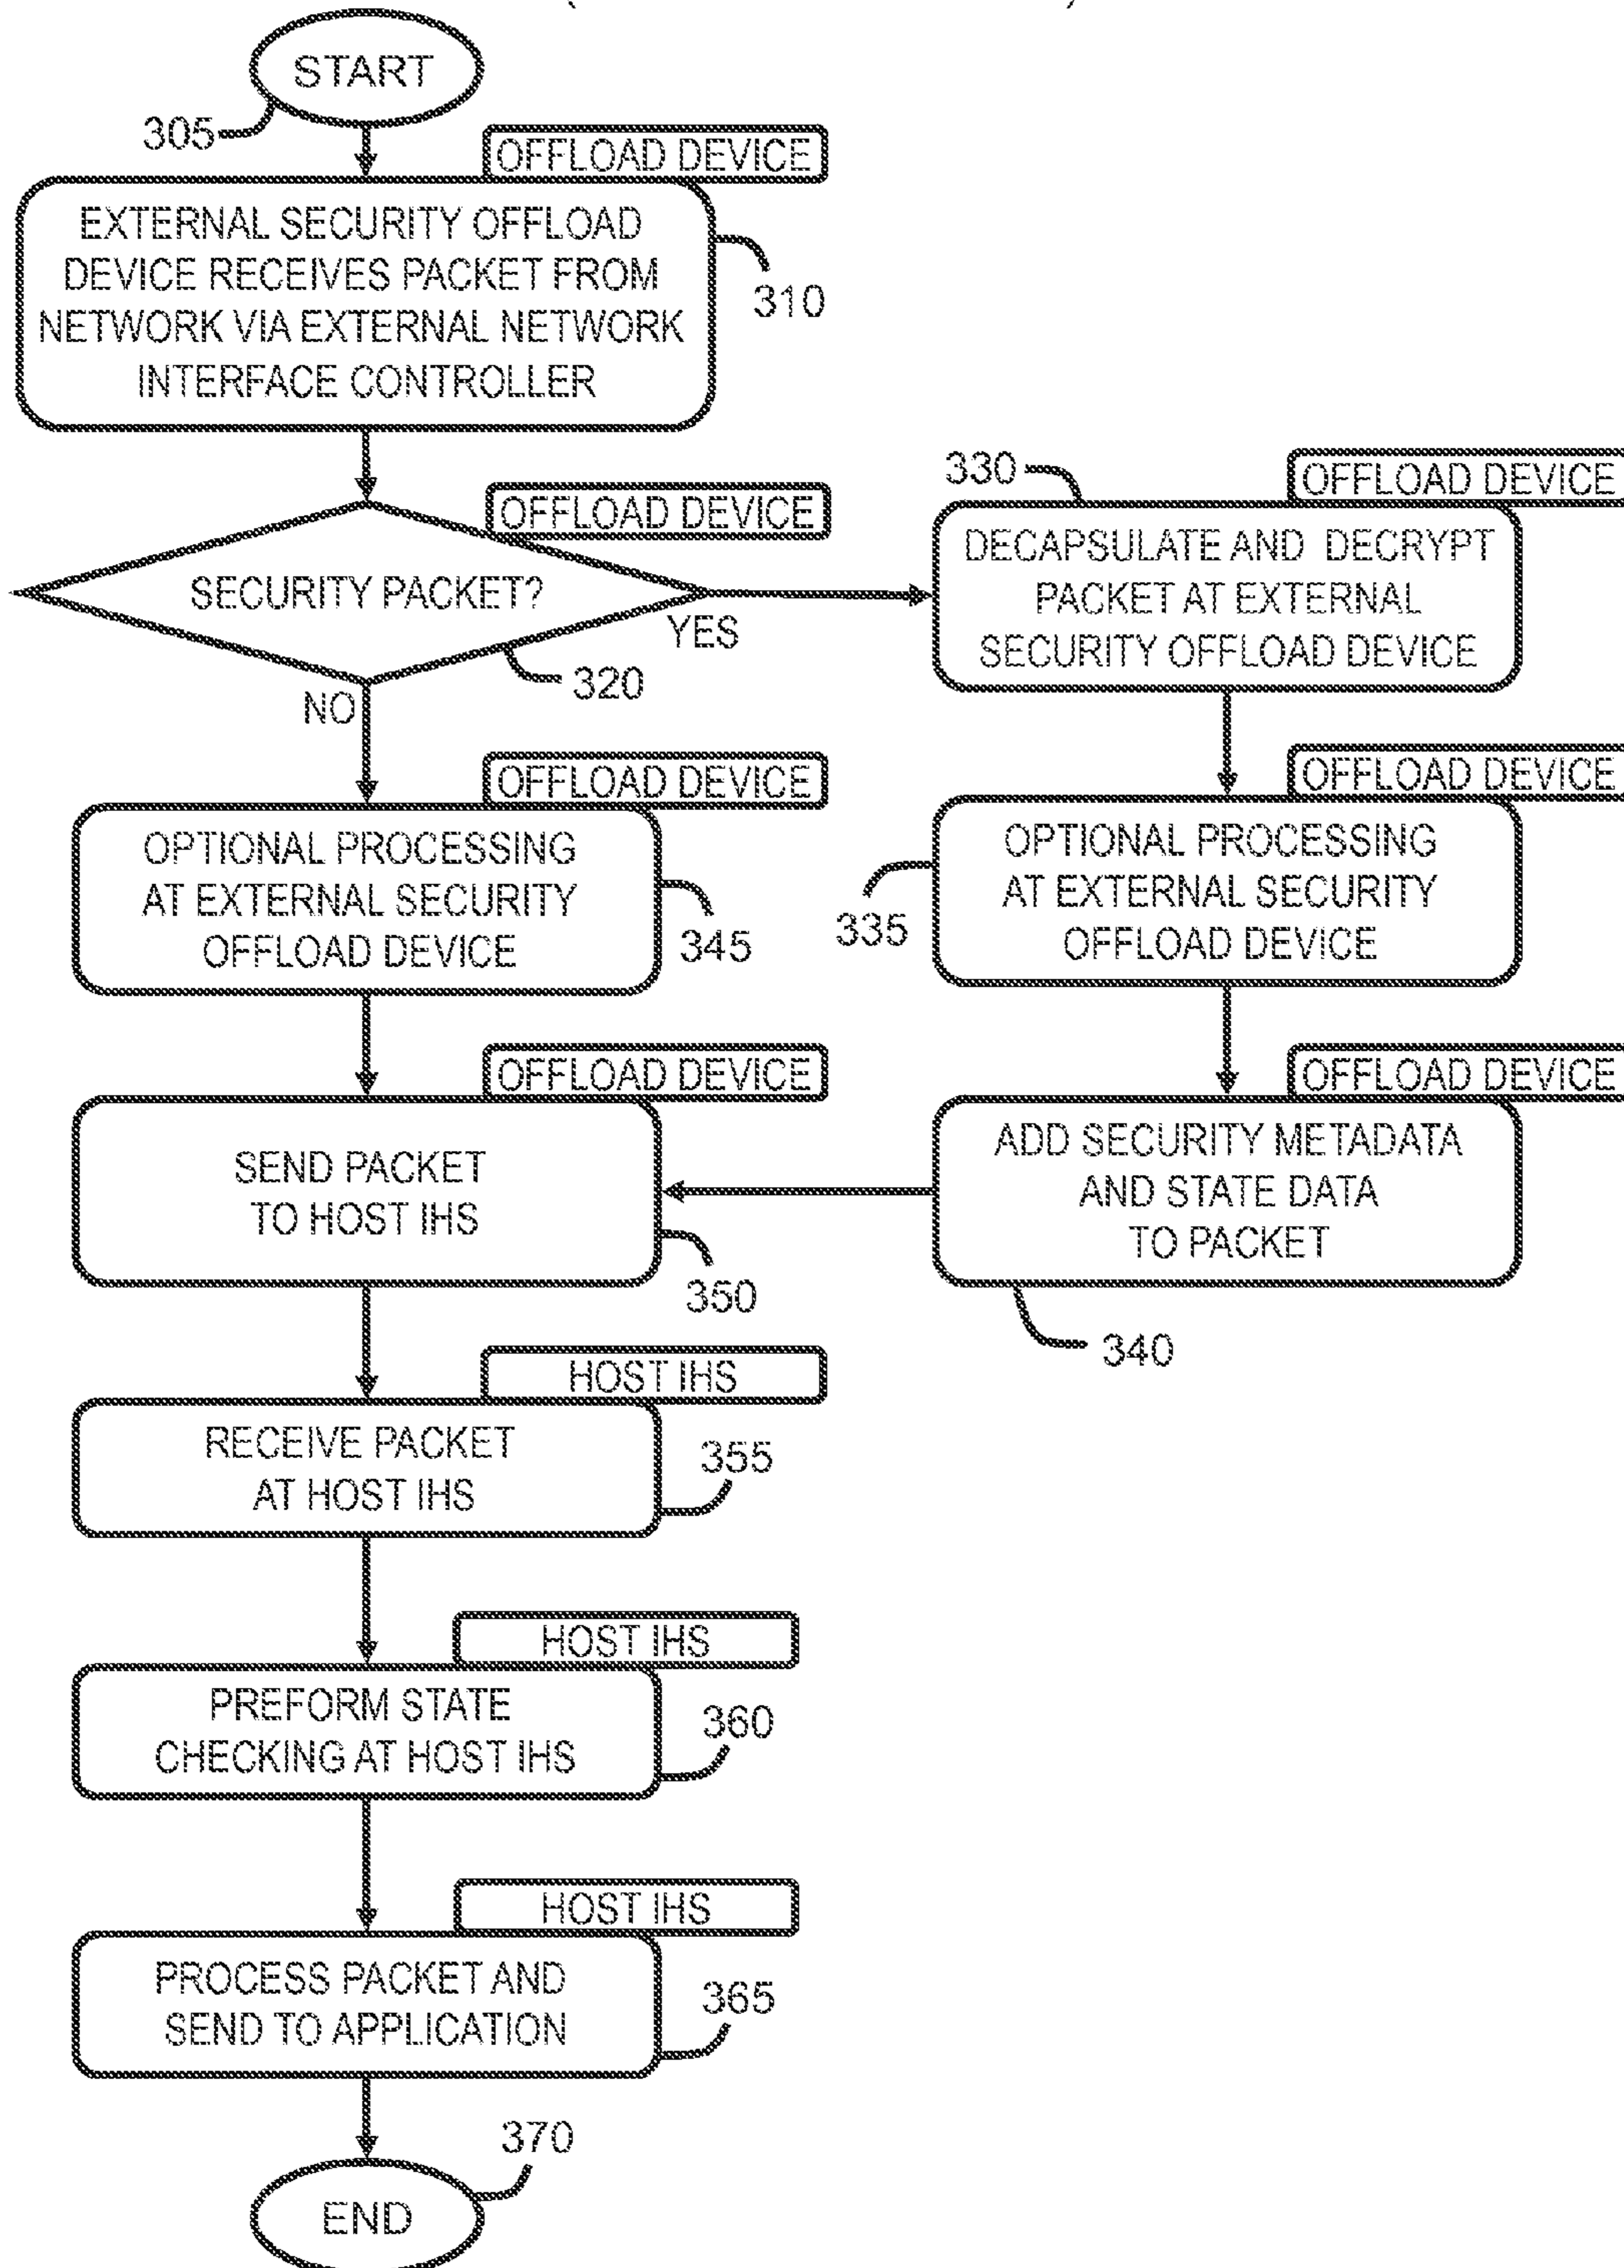 START
305
OFFLOAD DEVICE
EXTERNAL SECURITY OFFLOAD
DEVICE RECEIVES PACKET FROM
NETWORK VIA EXTERNAL NETWORK
INTERFACE CONTROLLER
310
OFFLOAD DEVICE
SECURITY PACKET?
YES
320
NO
330
OFFLOAD DEVICE
DECAPSULATE AND DECRYPT
PACKET AT EXTERNAL
SECURITY OFFLOAD DEVICE
OFFLOAD DEVICE
OPTIONAL PROCESSING
AT EXTERNAL SECURITY
OFFLOAD DEVICE
345
OFFLOAD DEVICE
OPTIONAL PROCESSING
AT EXTERNAL SECURITY
OFFLOAD DEVICE
335
OFFLOAD DEVICE
SEND PACKET
TO HOST IHS
350
OFFLOAD DEVICE
ADD SECURITY METADATA
AND STATE DATA
TO PACKET
340
HOST IHS
RECEIVE PACKET
AT HOST IHS
355
HOST IHS
PREFORM STATE
CHECKING AT HOST IHS
360
HOST IHS
PROCESS PACKET AND
SEND TO APPLICATION
365
370
END